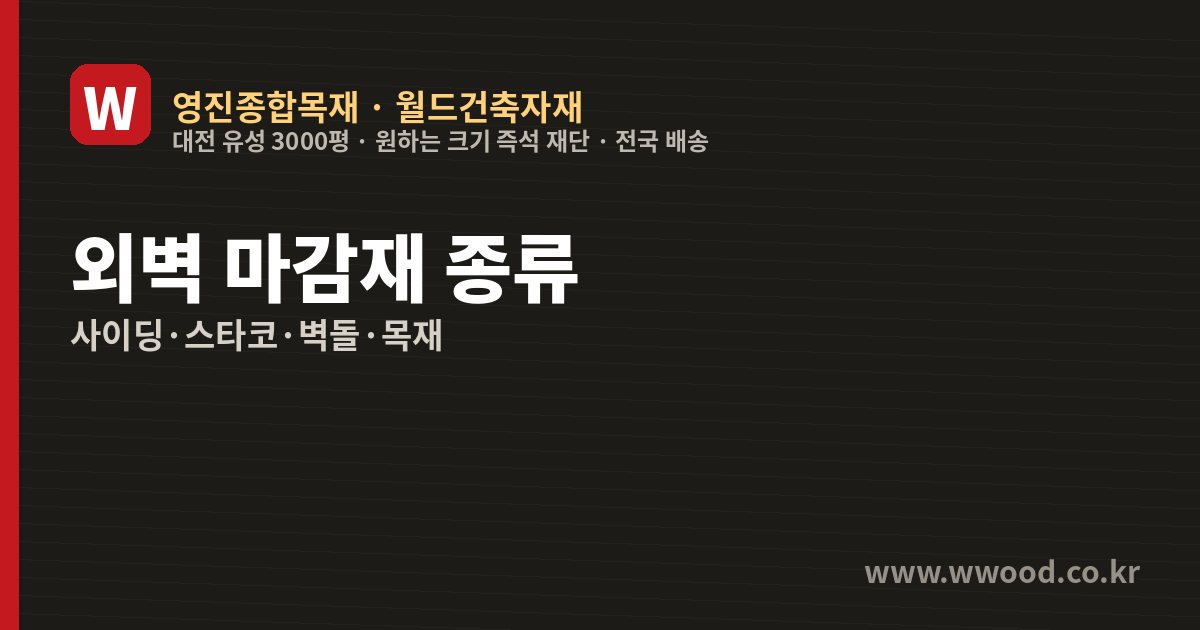 W
영진종합목재 · 월드건축자재
대전 유성 3000평 · 원하는 크기 즉석 재단 · 전국 배송
외벽 마감재 종류
사이딩·스타코·벽돌·목재
www.wwood.co.kr